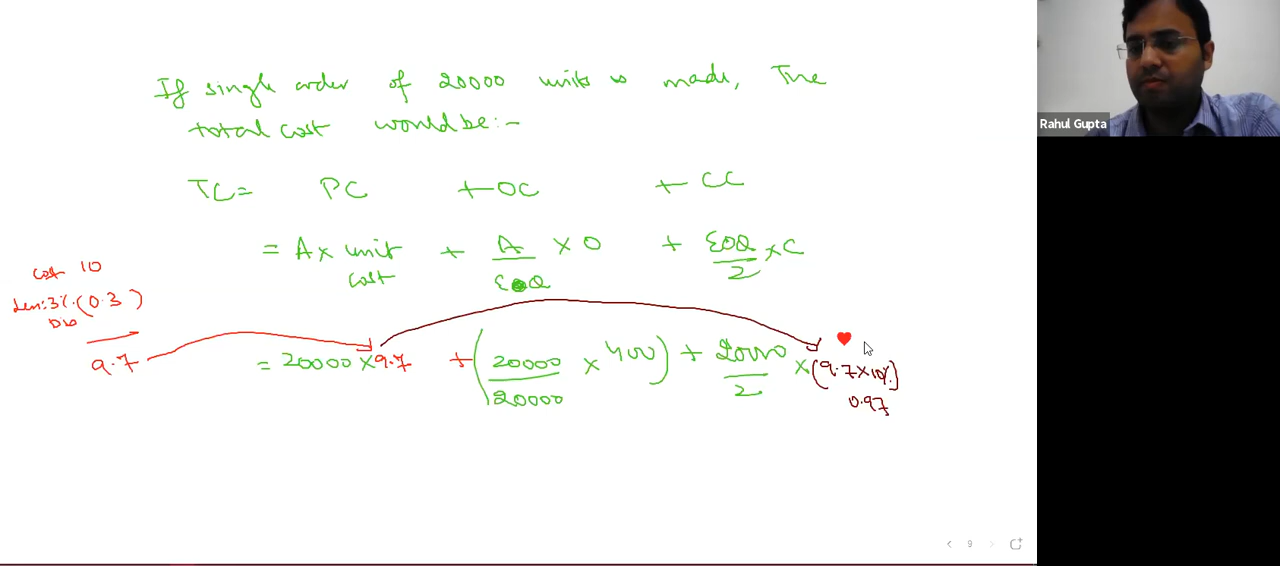 If single order of 20000 units is made, The
total cost would be:-
TC= PC + OC + CC
= A x unit cost + A/EOQ x O + EOQ/2 x C
cost 10
Len: 3%. (0.3)
Dis
9.7
= 20000 x 9.7 + (20000/20000 x 400) + 20000/2 x (9.7 x 10%)
0.97
Rahul Gupta
9